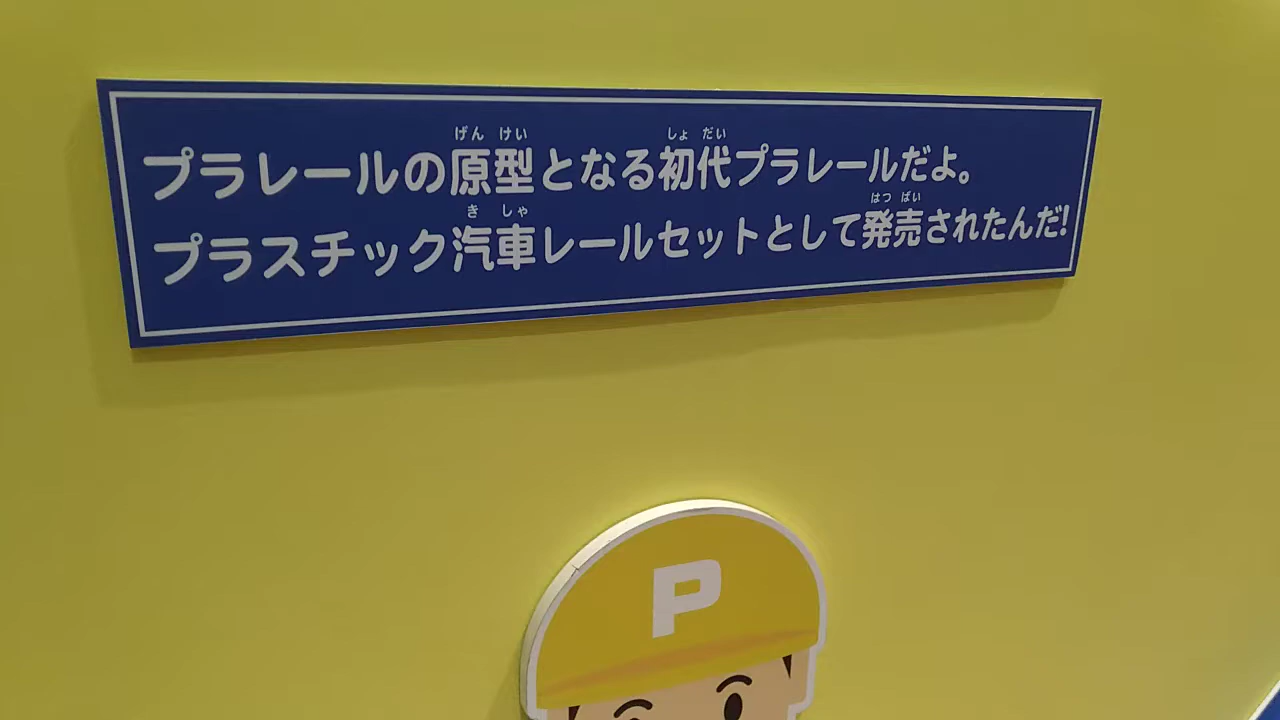 プラレールの原型となる初代プラレールだよ。
プラスチック汽車レールセットとして発売されたんだ!
P